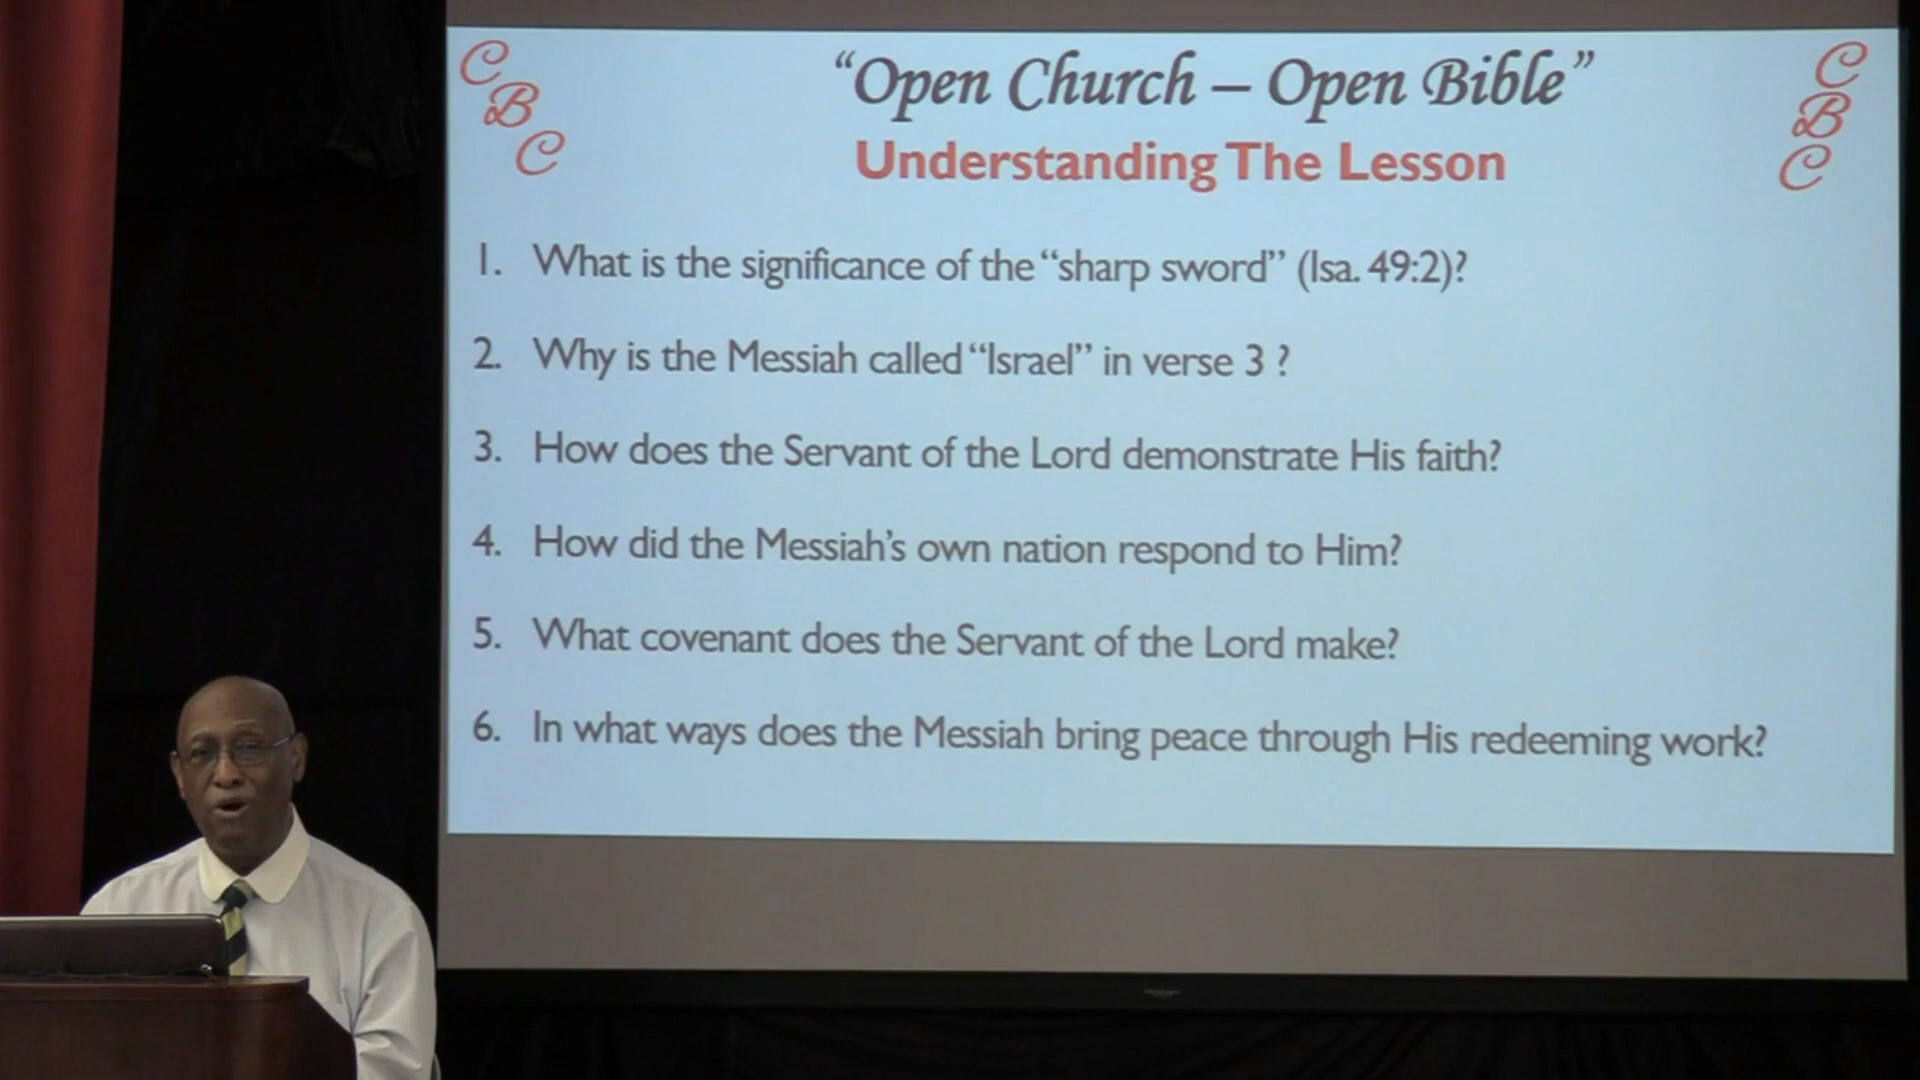 C
B
C
“Open Church – Open Bible”
C
B
C
Understanding The Lesson
1. What is the significance of the “sharp sword” (Isa. 49:2)?
2. Why is the Messiah called “Israel” in verse 3 ?
3. How does the Servant of the Lord demonstrate His faith?
4. How did the Messiah’s own nation respond to Him?
5. What covenant does the Servant of the Lord make?
6. In what ways does the Messiah bring peace through His redeeming work?